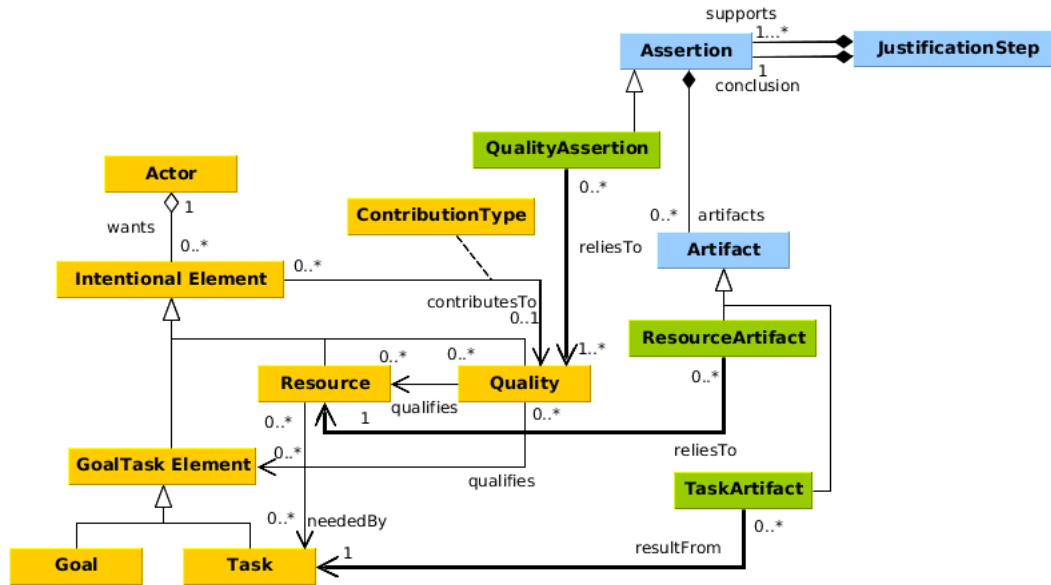 supports
1...*
Assertion
JustificationStep
1
conclusion
QualityAssertion
Actor
0..*
1
ContributionType
wants
0..*
artifacts
0..*
reliesTo
Artifact
0..*
Intentional Element
contributesTo
0..1
ResourceArtifact
1..*
0..*
0..*
0..*
Resource
Quality
qualifies
0..*
0..*
1
reliesTo
GoalTask Element
0..*
qualifies
TaskArtifact
0..*
neededBy
0..*
1
resultFrom
Goal
Task